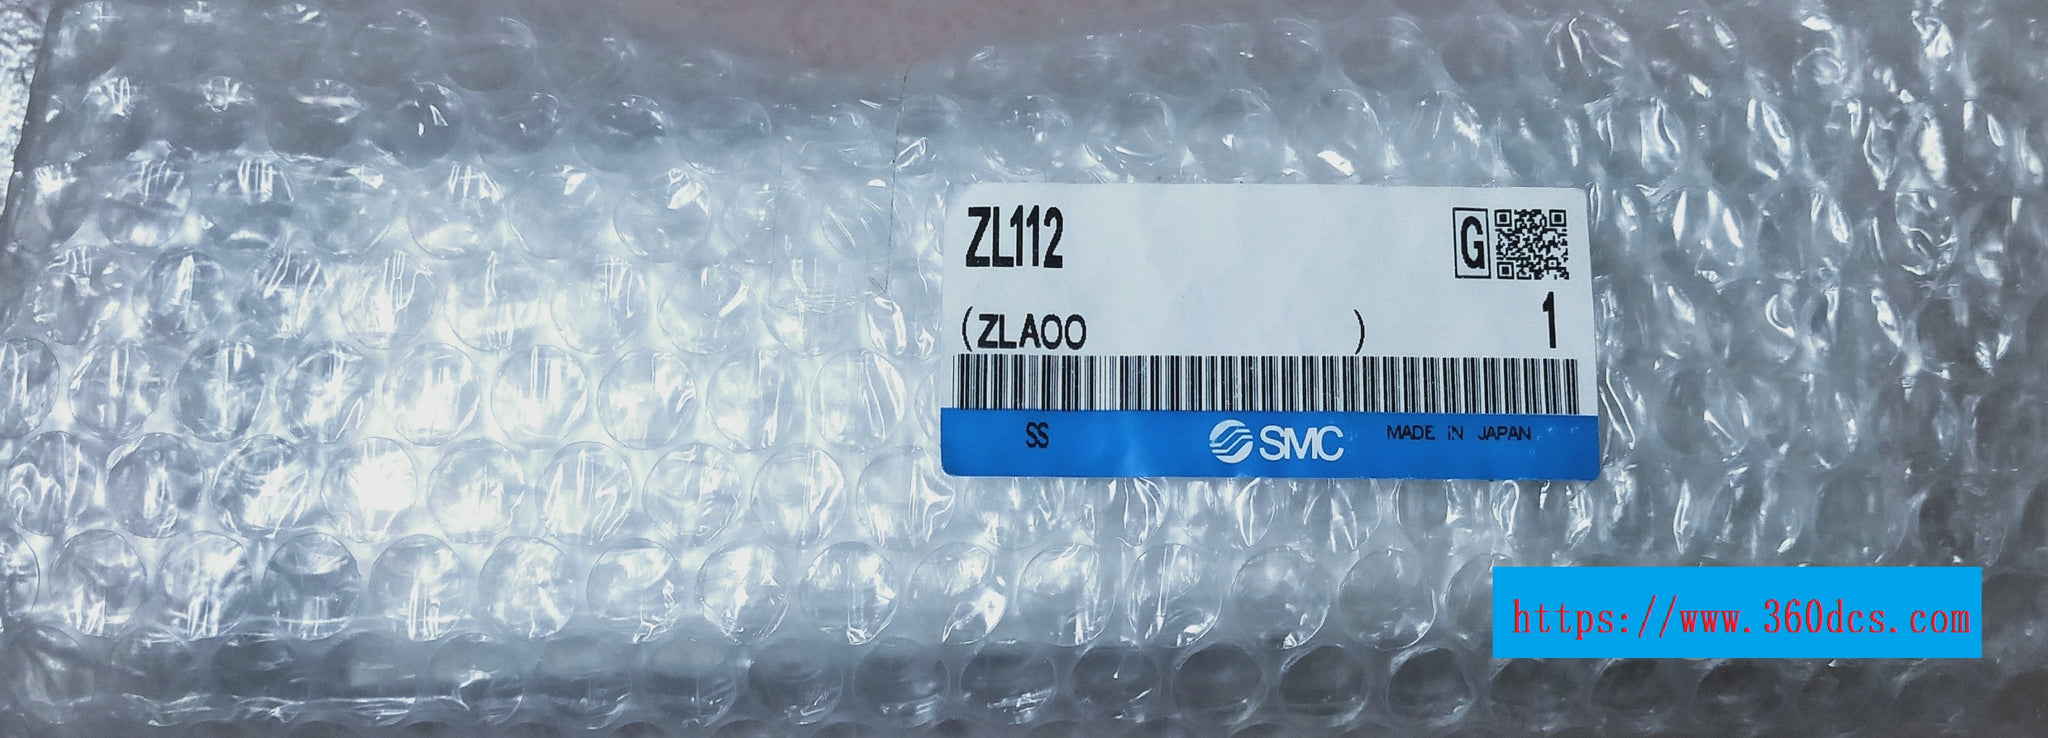 ZL112
G
(ZLA00 )
1
SS
SMC
MADE IN JAPAN
https://www.360dcs.com